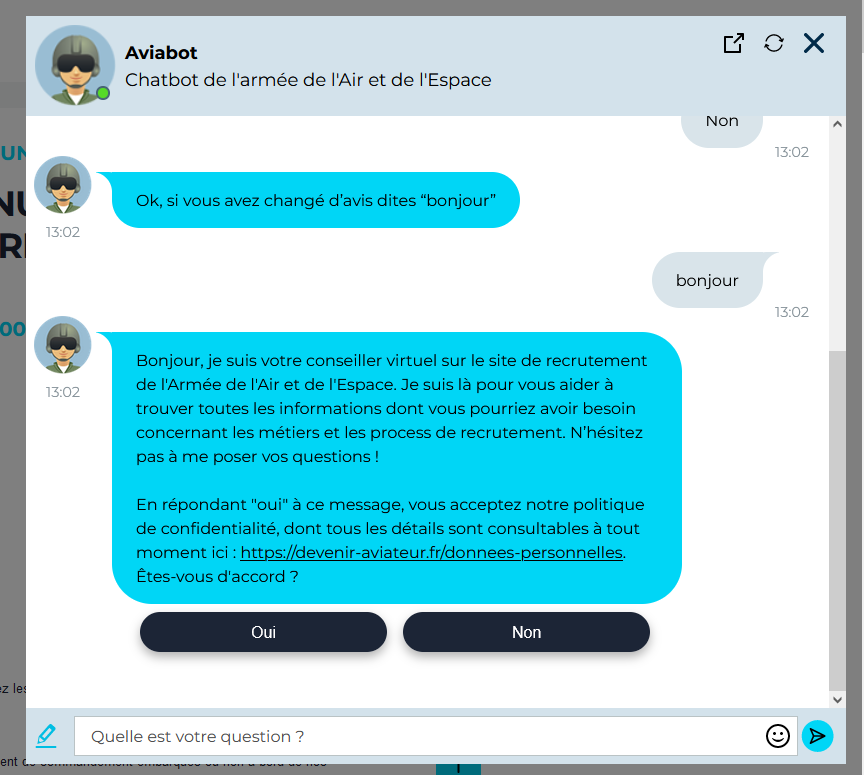 Aviabot
Chatbot de l'armée de l'Air et de l'Espace
Non
13:02
Ok, si vous avez changé d’avis dites “bonjour”
13:02
bonjour
13:02
Bonjour, je suis votre conseiller virtuel sur le site de recrutement
de l'Armée de l'Air et de l'Espace. Je suis là pour vous aider à
trouver toutes les informations dont vous pourriez avoir besoin
concernant les métiers et les process de recrutement. N’hésitez
pas à me poser vos questions !
13:02
En répondant "oui" à ce message, vous acceptez notre politique
de confidentialité, dont tous les détails sont consultables à tout
moment ici : https://devenir-aviateur.fr/donnees-personnelles.
Êtes-vous d'accord ?
Oui
Non
Quelle est votre question ?